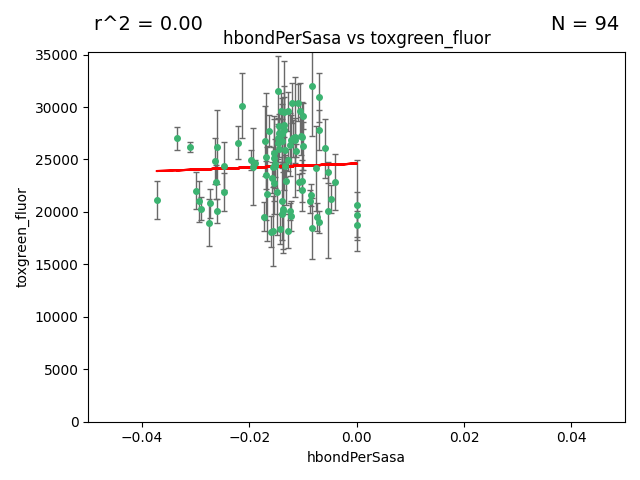 r^2 = 0.00
N = 94
hbondPerSasa vs toxgreen_fluor
35000
30000
25000
20000
15000
10000
5000
0
toxgreen_fluor
−0.04
−0.02
0.00
0.02
0.04
hbondPerSasa